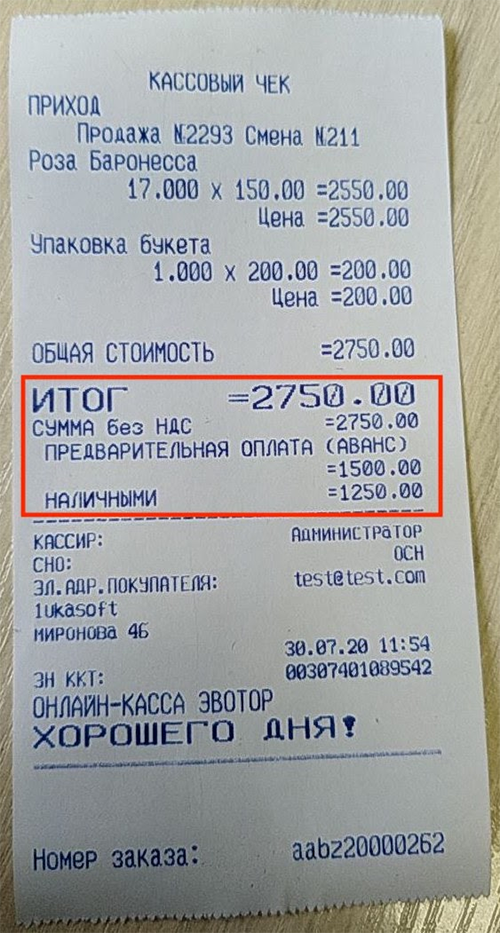 КАССОВЫЙ ЧЕК
ПРИХОД
Продажа №2293 Смена №211
Роза Баронесса
17.000 x 150.00 =2550.00
Цена =2550.00
Упаковка букета
1.000 x 200.00 =200.00
Цена =200.00
ОБЩАЯ СТОИМОСТЬ =2750.00
ИТОГ =2750.00
СУММА без НДС =2750.00
ПРЕДВАРИТЕЛЬНАЯ ОПЛАТА (АВАНС)
=1500.00
НАЛИЧНЫМИ =1250.00
КАССИР: Администратор
СНО: ОСН
ЭЛ.АДР.ПОКУПАТЕЛЯ: test@test.com
1ukasoft
миронова 46
30.07.20 11:54
ЗН ККТ: 00307401089542
ОНЛАЙН-КАССА ЭВОТОР
ХОРОШЕГО ДНЯ!
Номер заказа: aabz20000262